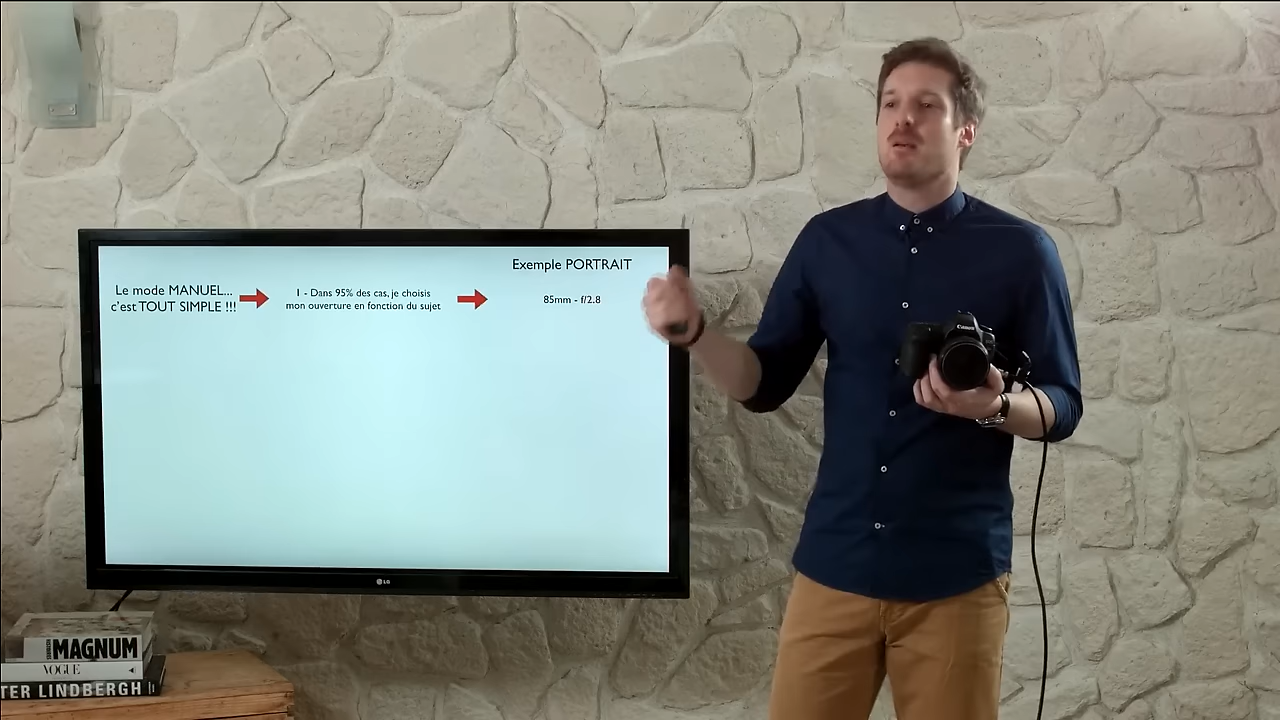 Exemple PORTRAIT
Le mode MANUEL...
c'est TOUT SIMPLE !!!
1 - Dans 95% des cas, je choisis
mon ouverture en fonction du sujet
85mm - f/2.8
Canon
LG
MAGNUM
VOGUE
TER LINDBERGH